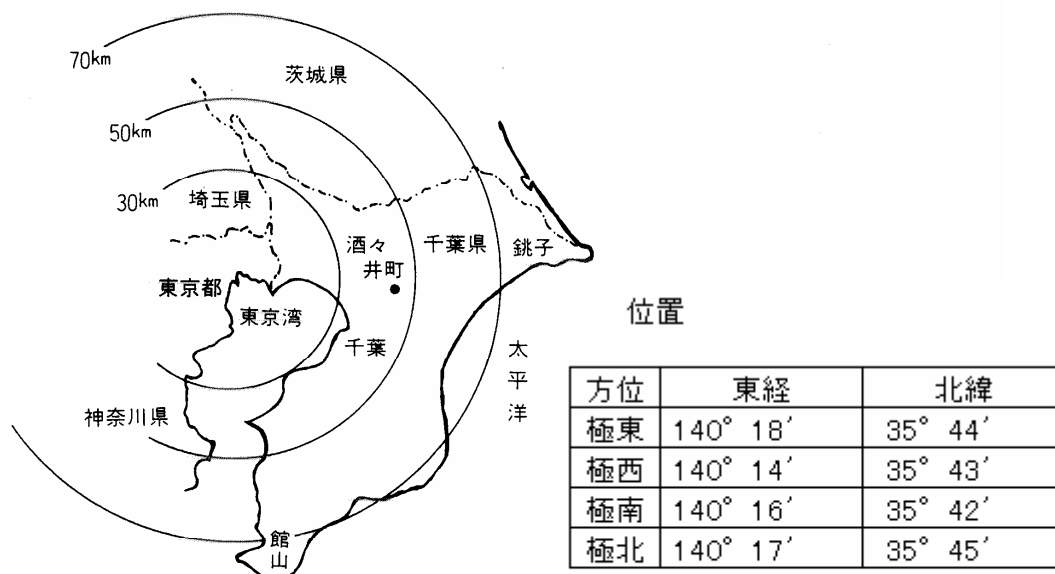 70km
茨城県
50km
30km
埼玉県
酒々
井町
千葉県
銚子
東京都
東京湾
千葉
太平洋
神奈川県
館山
位置
方位 東経 北緯
極東 140° 18′ 35° 44′
極西 140° 14′ 35° 43′
極南 140° 16′ 35° 42′
極北 140° 17′ 35° 45′